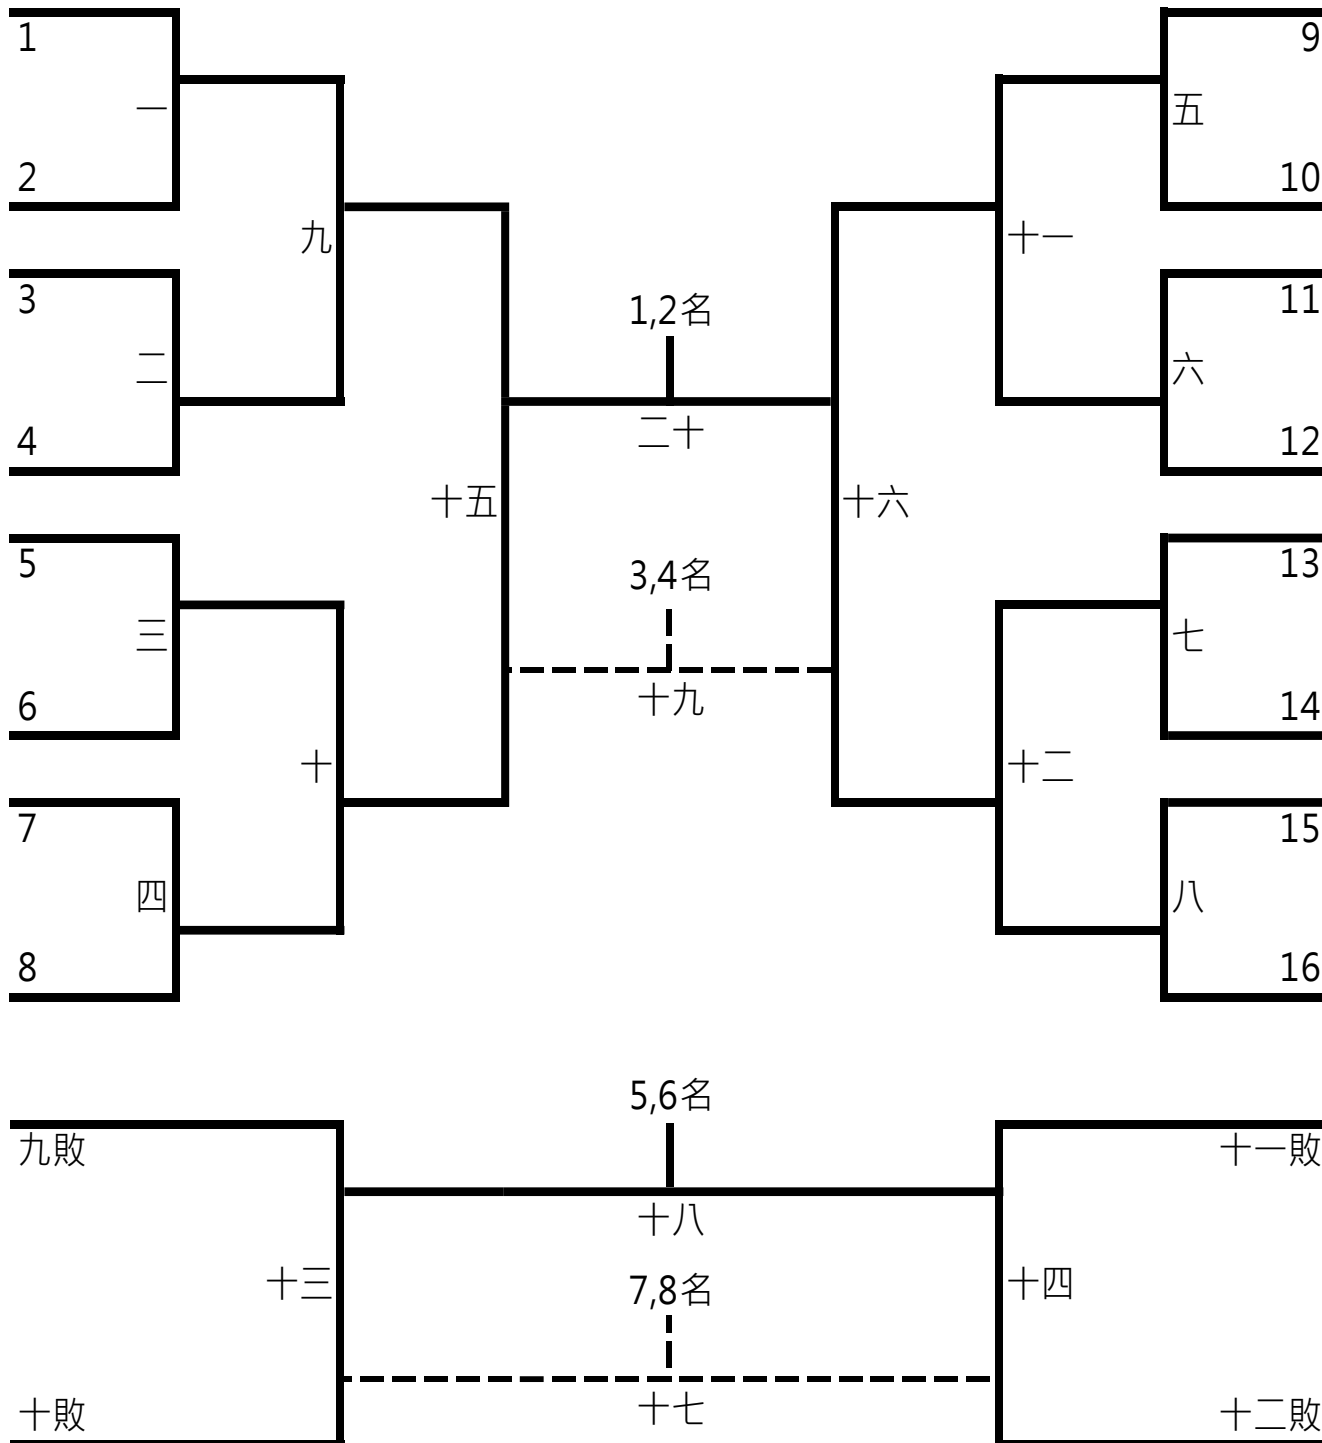 1
一
2
九
3
二
4
十五
5
三
6
十
7
四
8
1,2名
二十
3,4名
十九
9
五
10
十一
11
六
12
十六
13
七
14
十二
15
八
16
5,6名
九敗
十一敗
十八
十三
7,8名
十四
十敗
十七
十二敗